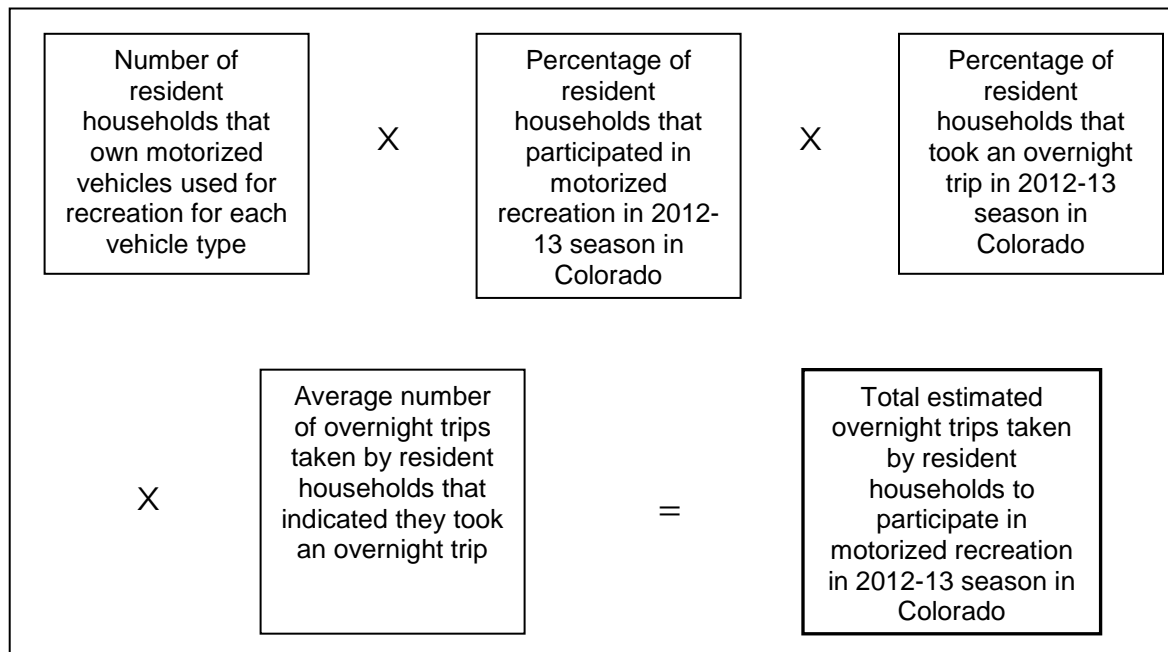 Number of
resident
households that
own motorized
vehicles used for
recreation for each
vehicle type
X
Percentage of
resident
households that
participated in
motorized
recreation in 2012-
13 season in
Colorado
X
Percentage of
resident
households that
took an overnight
trip in 2012-13
season in
Colorado
X
Average number
of overnight trips
taken by resident
households that
indicated they took
an overnight trip
=
Total estimated
overnight trips taken
by resident
households to
participate in
motorized recreation
in 2012-13 season in
Colorado